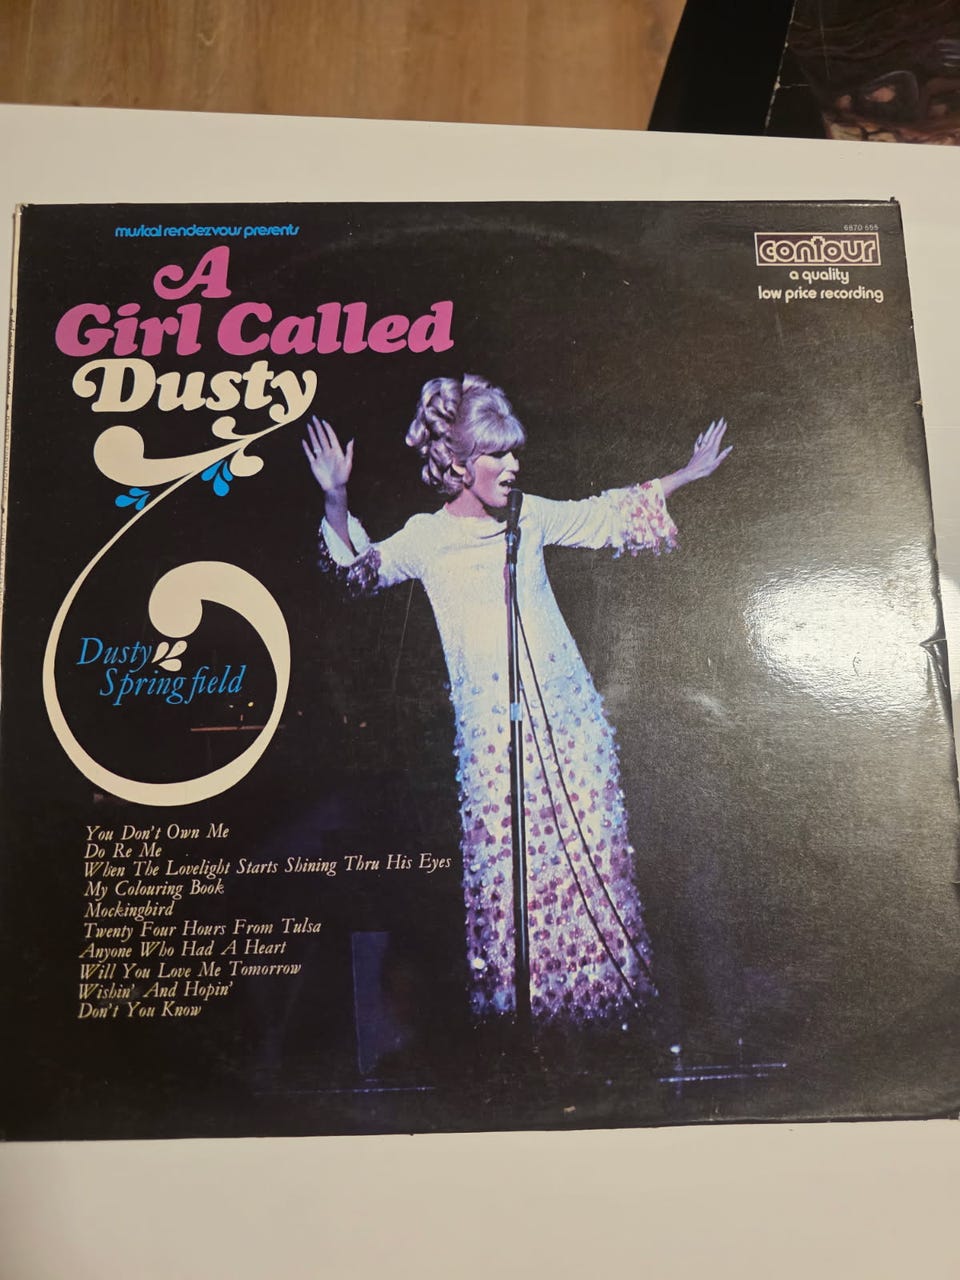 musical rendezvous presents
A
Girl Called
Dusty
6870 555
contour
a quality
low price recording
Dusty
Springfield
You Don't Own Me
Do Re Me
When The Lovelight Starts Shining Thru His Eyes
My Colouring Book
Mockingbird
Twenty Four Hours From Tulsa
Anyone Who Had A Heart
Will You Love Me Tomorrow
Wishin' And Hopin'
Don't You Know